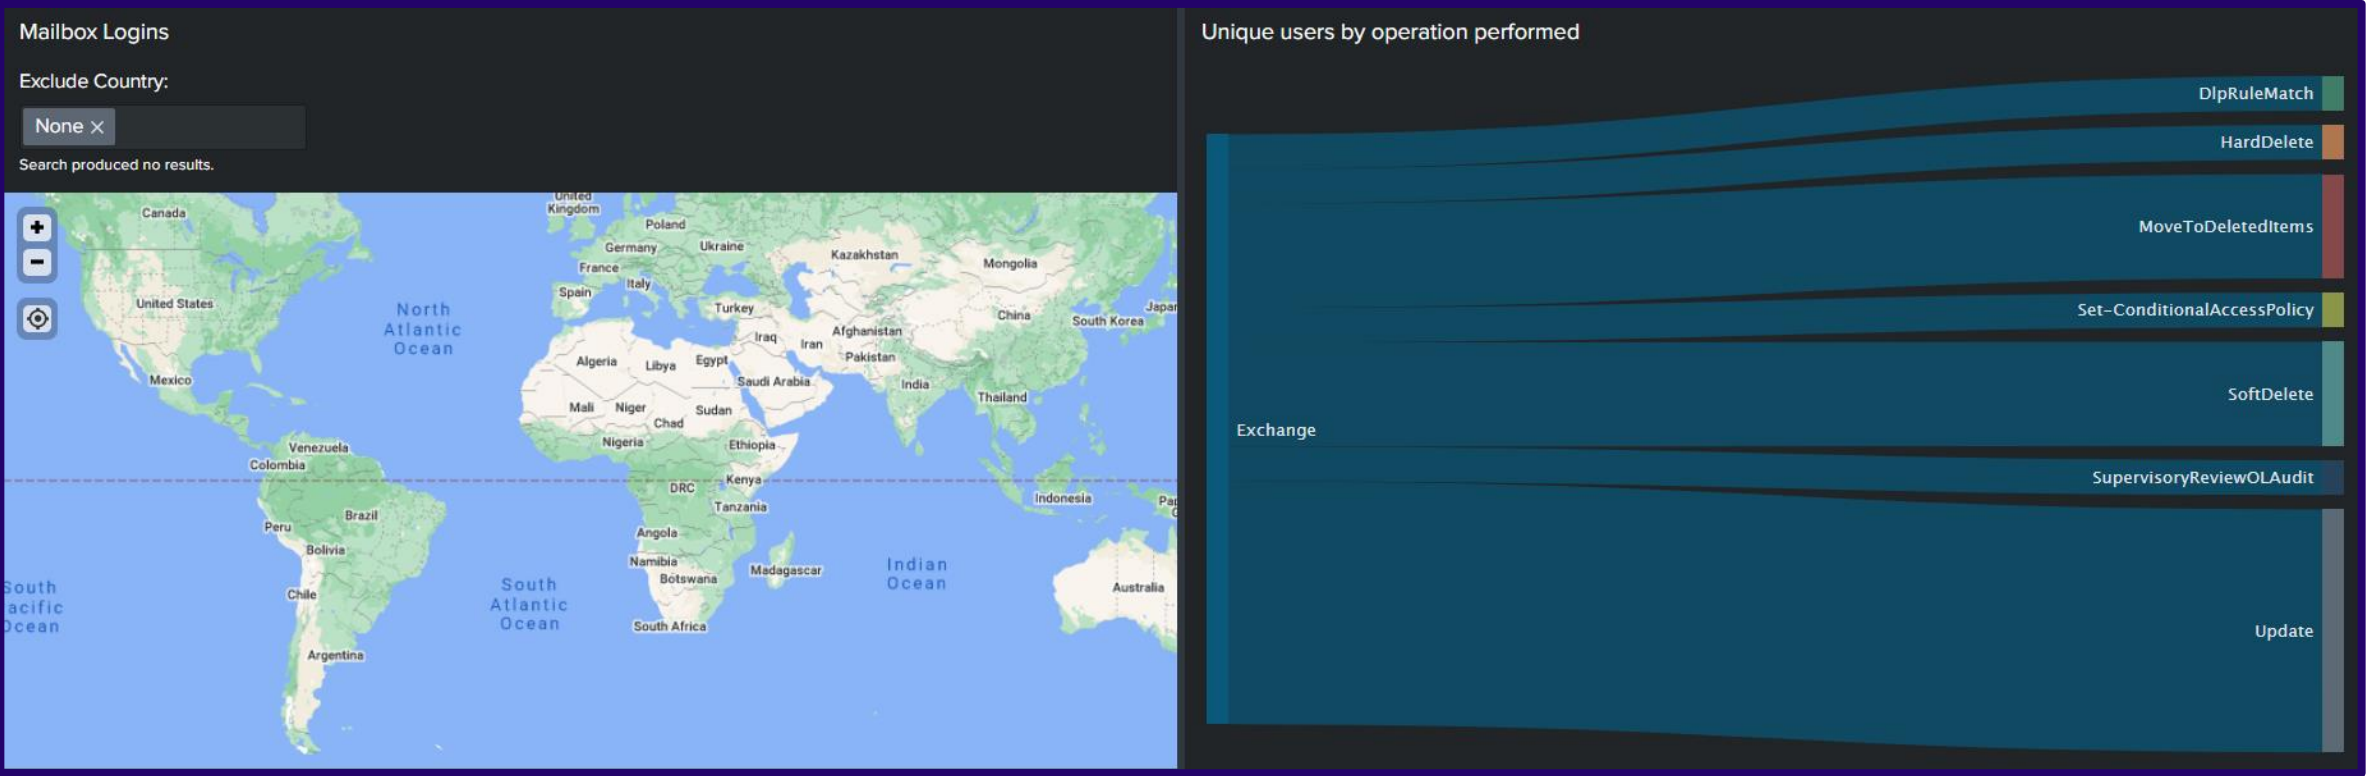 Mailbox Logins
Exclude Country:
None ×
Search produced no results.
+
−
United
Kingdom
Canada
Poland
Germany
Ukraine
France
Kazakhstan
Mongolia
Italy
Spain
United States
North
Atlantic
Ocean
Turkey
China
Japan
South Korea
Iraq
Iran
Afghanistan
Pakistan
Algeria
Libya
Egypt
Mexico
Saudi Arabia
India
Thailand
Mali
Niger
Sudan
Chad
Nigeria
Ethiopia
Venezuela
Colombia
Kenya
DRC
Indonesia
Tanzania
Brazil
Peru
Angola
Bolivia
Namibia
Botswana
Madagascar
Indian
Ocean
Australia
South
acific
Ocean
Chile
South
Atlantic
Ocean
South Africa
Argentina
Unique users by operation performed
DlpRuleMatch
HardDelete
MoveToDeletedItems
Set-ConditionalAccessPolicy
SoftDelete
Exchange
SupervisoryReviewOLAudit
Update